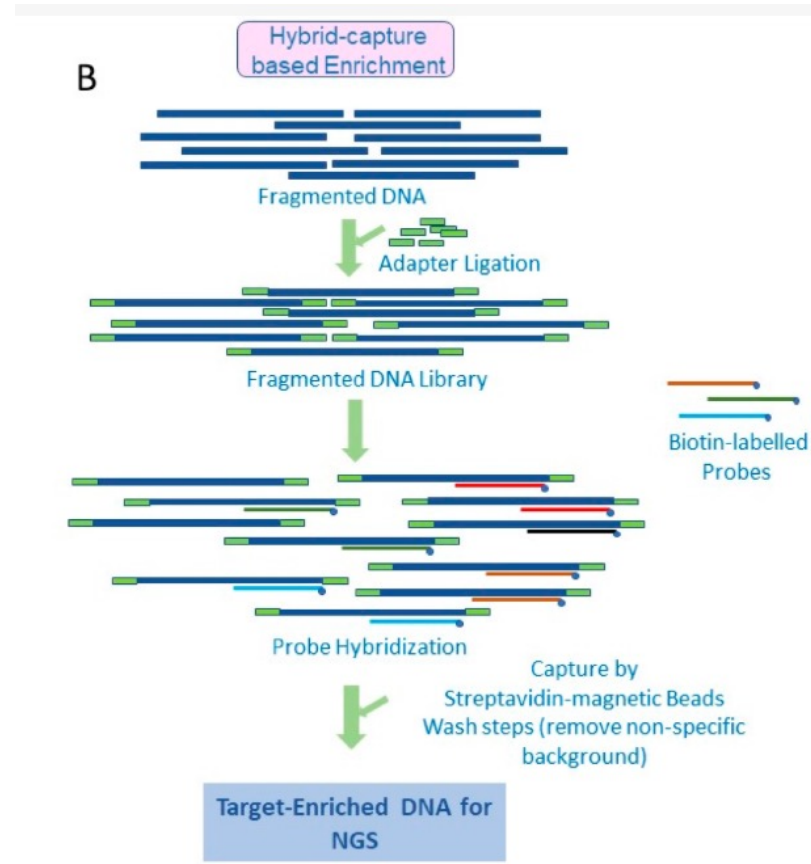 Hybrid-capture
based Enrichment
B
Fragmented DNA
Adapter Ligation
Fragmented DNA Library
Biotin-labelled
Probes
Probe Hybridization
Capture by
Streptavidin-magnetic Beads
Wash steps (remove non-specific
background)
Target-Enriched DNA for
NGS